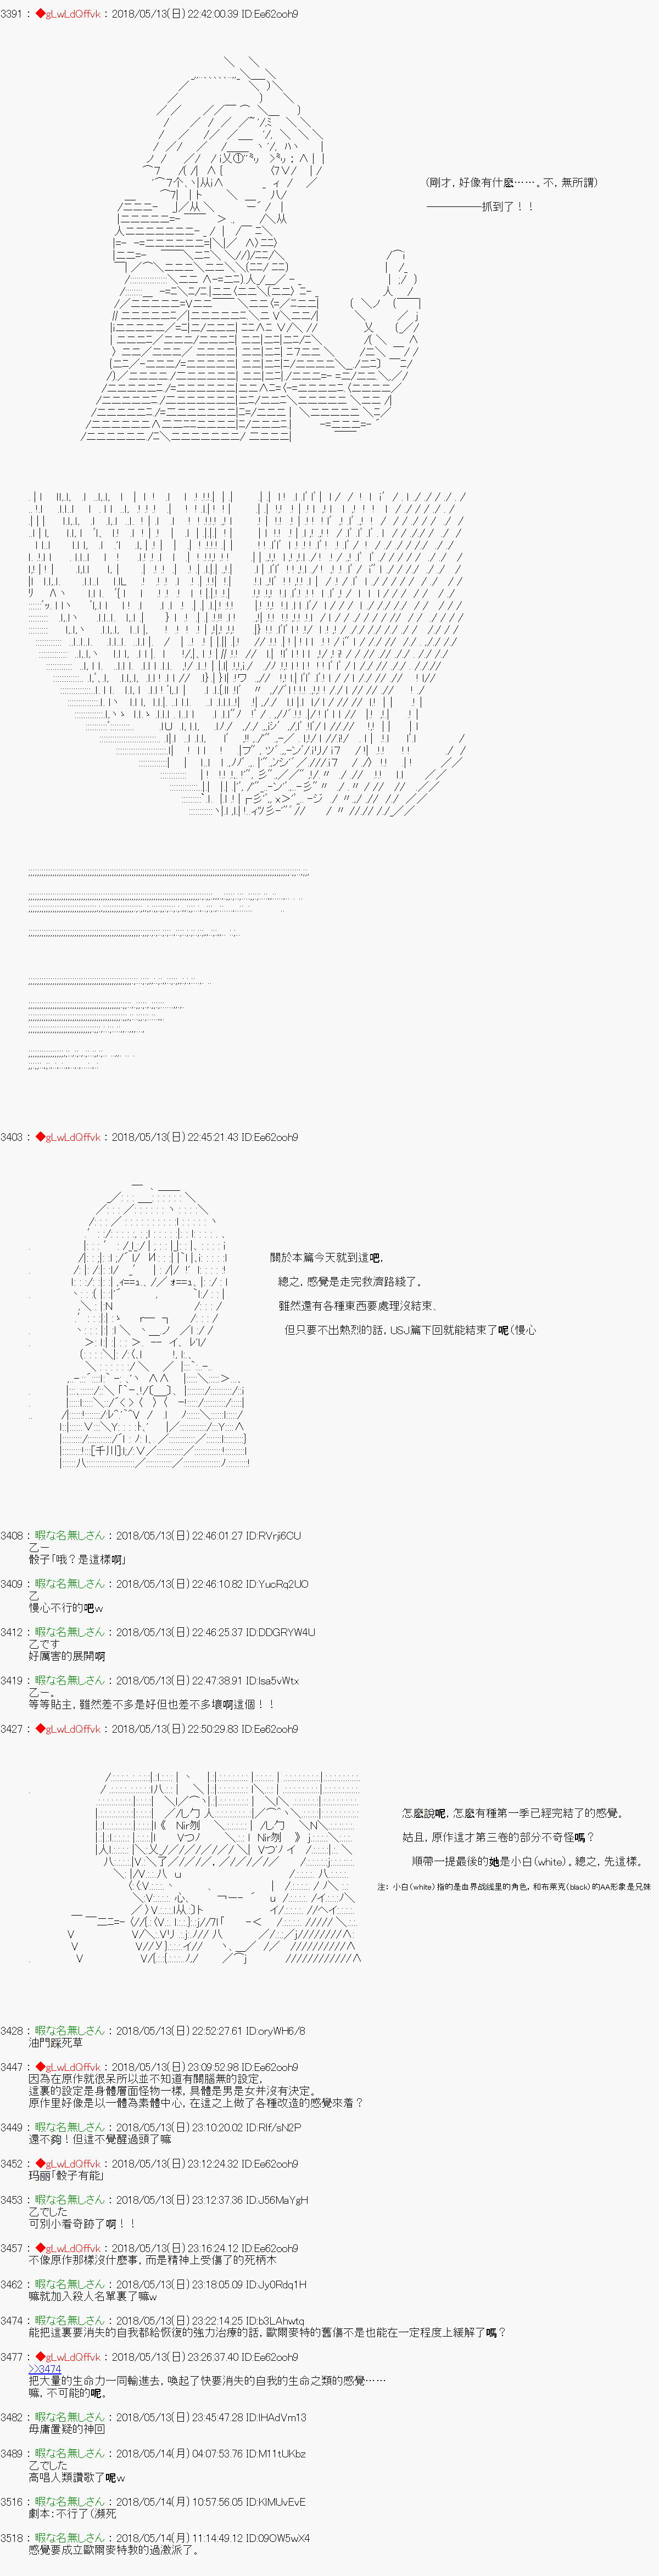 3391 : ◆gLwLdQffvk : 2018/05/13(日) 22:42:00.39 ID:Ee62ooh9
(剛才，好像有什麼……。不，無所謂)
─────抓到了！！
3403 : ◆gLwLdQffvk : 2018/05/13(日) 22:45:21.43 ID:Ee62ooh9
關於本篇今天就到這吧，
總之，感覺是走完救濟路綫了。
雖然還有各種東西要處理沒結束、
但只要不出熱烈的話，USJ篇下回就能結束了呢（慢心
3408 : 暇な名無しさん : 2018/05/13(日) 22:46:01.27 ID:RVrji6CU
乙ー
骰子「哦？是這樣啊」
3409 : 暇な名無しさん : 2018/05/13(日) 22:46:10.82 ID:YucRq2UO
乙
慢心不行的吧w
3412 : 暇な名無しさん : 2018/05/13(日) 22:46:25.37 ID:DDGRYW4U
乙です
好厲害的展開啊
3419 : 暇な名無しさん : 2018/05/13(日) 22:47:38.91 ID:Isa5vWtx
乙ー。
等等貼主，雖然差不多是好但也差不多壞啊這個！！
3427 : ◆gLwLdQffvk : 2018/05/13(日) 22:50:29.83 ID:Ee62ooh9
怎麼說呢，怎麼有種第一季已經完結了的感覺。
姑且，原作這才第三卷的部分不奇怪嗎？
順帶一提最後的她是小白(white)。總之，先這樣。
注：小白(white)指的是血界战线里的角色，和布萊克(black)的AA形象是兄妹
3428 : 暇な名無しさん : 2018/05/13(日) 22:52:27.61 ID:oryWH6/8
油門踩死草
3447 : ◆gLwLdQffvk : 2018/05/13(日) 23:09:52.98 ID:Ee62ooh9
因為在原作就很呆所以並不知道有關腦無的設定，
這裏的設定是身體層面怪物一樣，具體是男是女并沒有決定。
原作里好像是以一體為素體中心，在這之上做了各種改造的感覺來着？
3449 : 暇な名無しさん : 2018/05/13(日) 23:10:20.02 ID:RIf/sN2P
還不夠！但這不覺醒過頭了嘛
3452 : ◆gLwLdQffvk : 2018/05/13(日) 23:12:24.32 ID:Ee62ooh9
玛丽「骰子有能」
3453 : 暇な名無しさん : 2018/05/13(日) 23:12:37.36 ID:J56MaYgH
乙でした
可別小看奇跡了啊！！
3457 : ◆gLwLdQffvk : 2018/05/13(日) 23:16:24.12 ID:Ee62ooh9
不像原作那樣沒什麼事，而是精神上受傷了的死柄木
3462 : 暇な名無しさん : 2018/05/13(日) 23:18:05.09 ID:Jy0Rdq1H
嘛就加入殺人名單裏了嘛w
3474 : 暇な名無しさん : 2018/05/13(日) 23:22:14.25 ID:b3LAhwtq
能把這裏要消失的自我都給恢復的強力治療的話，歐爾麥特的舊傷不是也能在一定程度上緩解了嗎？
3477 : ◆gLwLdQffvk : 2018/05/13(日) 23:26:37.40 ID:Ee62ooh9
>>3474
把大量的生命力一同輸進去，喚起了快要消失的自我的生命之類的感覺……
嘛，不可能的呢。
3482 : 暇な名無しさん : 2018/05/13(日) 23:45:47.28 ID:IHAdVm13
毋庸置疑的神回
3489 : 暇な名無しさん : 2018/05/14(月) 04:07:53.76 ID:M11tUKbz
乙でした
高唱人類讚歌了呢w
3516 : 暇な名無しさん : 2018/05/14(月) 10:57:56.05 ID:KIMUvEvE
劇本：不行了（瀕死
3518 : 暇な名無しさん : 2018/05/14(月) 11:14:49.12 ID:09OW5wX4
感覺要成立歐爾麥特教的過激派了。